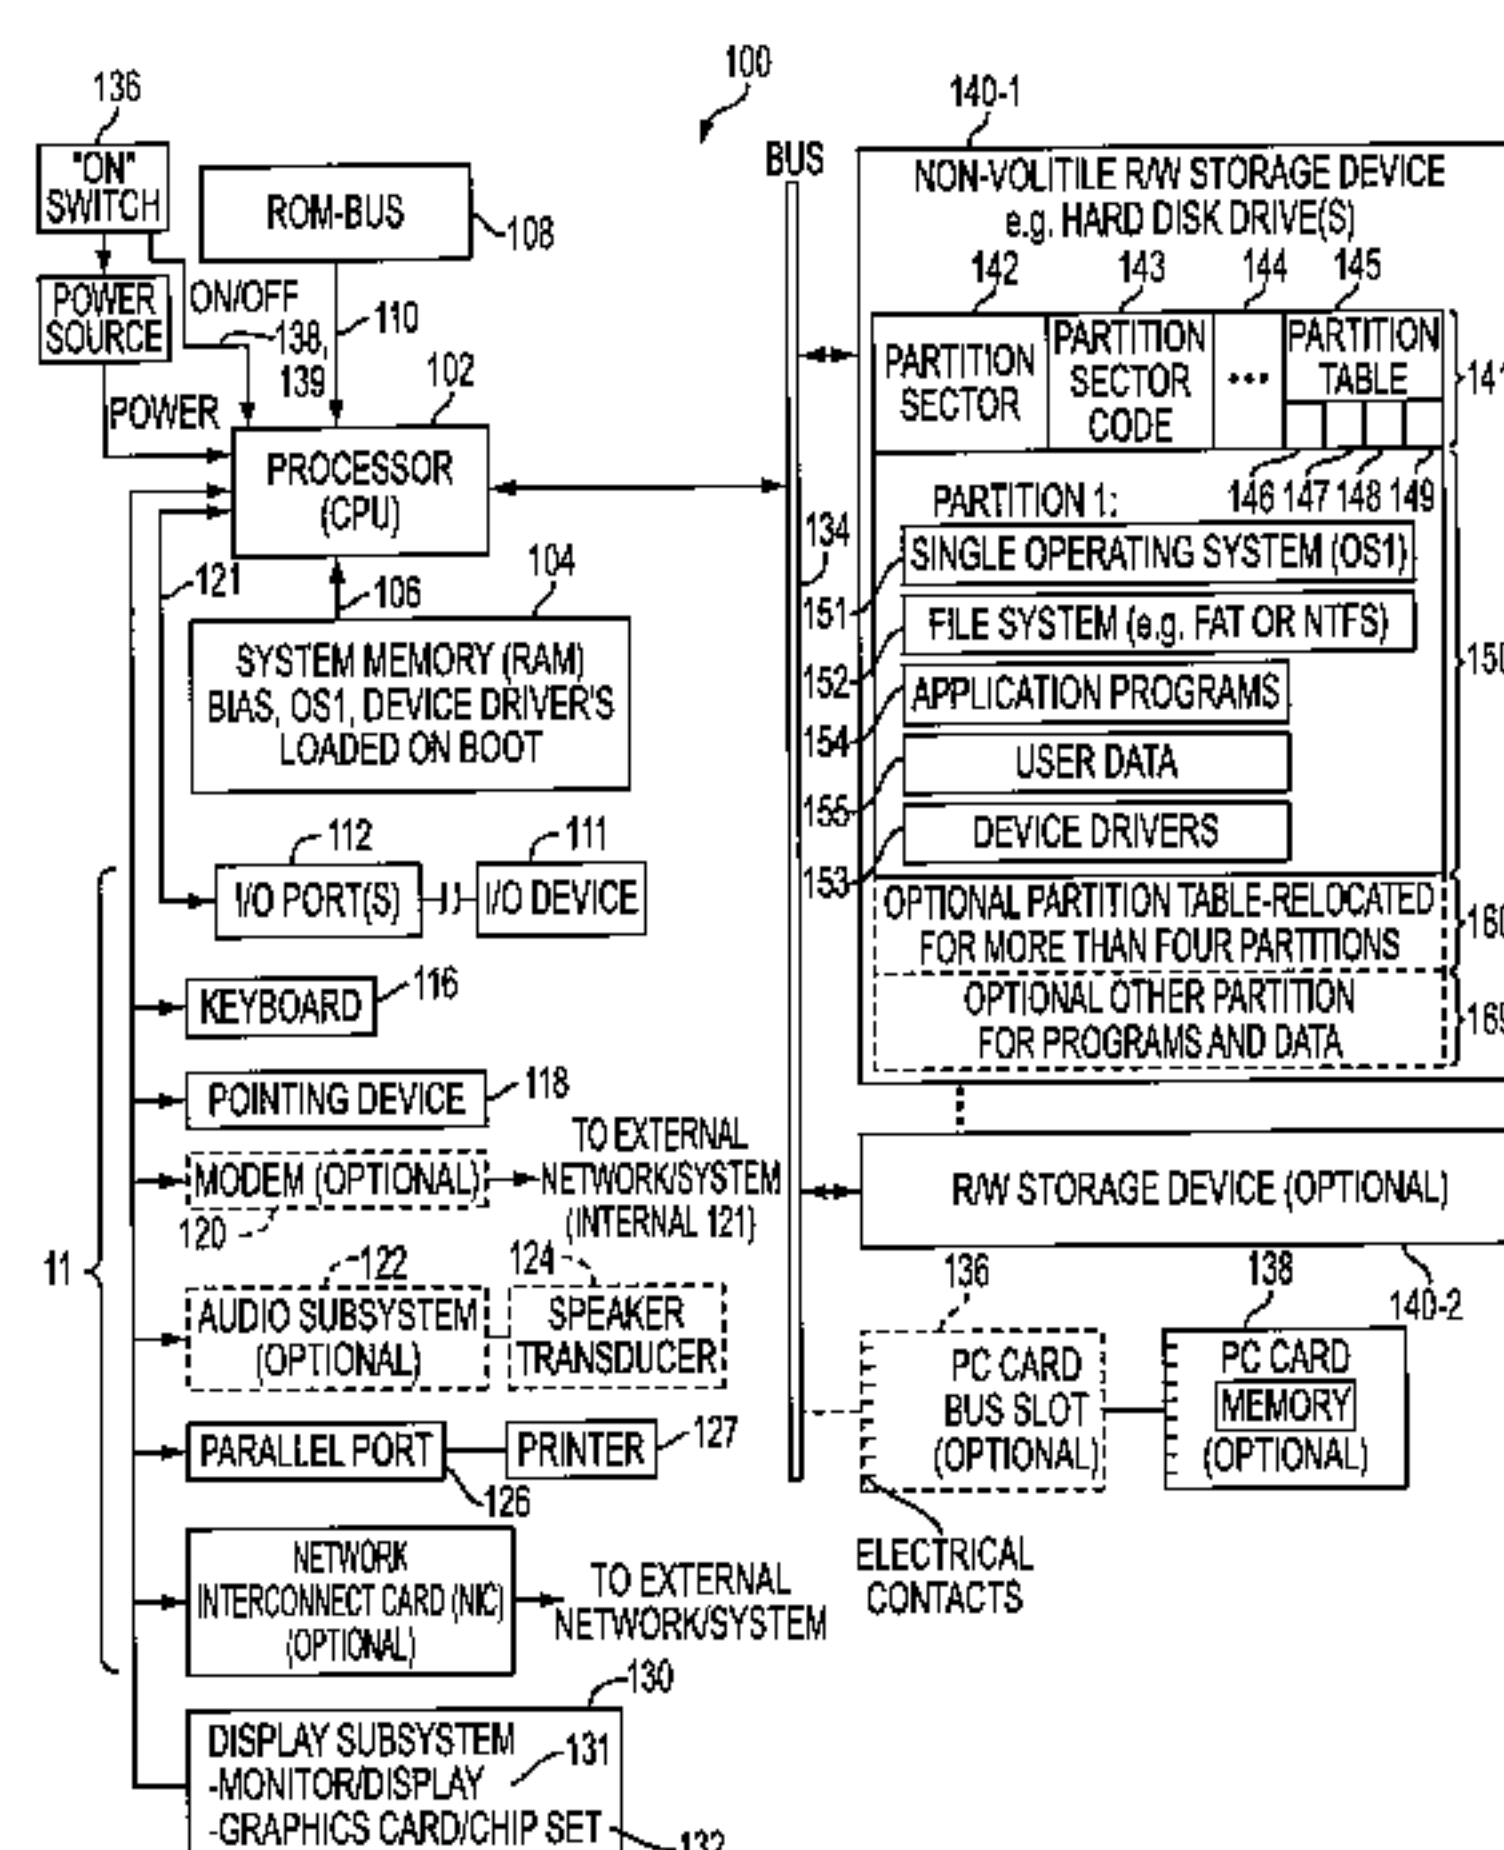 100
136
"ON"
SWITCH
ROM-BUS
108
POWER
SOURCE
ON/OFF
138,
139
110
POWER
102
PROCESSOR
(CPU)
121
106
104
SYSTEM MEMORY (RAM)
BIAS, OS1, DEVICE DRIVER'S
LOADED ON BOOT
112
111
I/O PORT(S)
I/O DEVICE
KEYBOARD
116
POINTING DEVICE
118
MODEM (OPTIONAL)
120
TO EXTERNAL
NETWORK/SYSTEM
(INTERNAL 121)
11
122
124
AUDIO SUBSYSTEM
(OPTIONAL)
SPEAKER
TRANSDUCER
PARALLEL PORT
126
PRINTER
127
NETWORK
INTERCONNECT CARD (NIC)
(OPTIONAL)
TO EXTERNAL
NETWORK/SYSTEM
130
DISPLAY SUBSYSTEM
-MONITOR/DISPLAY
131
-GRAPHICS CARD/CHIP SET
132
BUS
134
140-1
NON-VOLITILE R/W STORAGE DEVICE
e.g. HARD DISK DRIVE(S)
142
143
144
145
PARTITION
SECTOR
PARTITION
SECTOR
CODE
•••
PARTITION
TABLE
141
146 147 148 149
PARTITION 1:
SINGLE OPERATING SYSTEM (OS1)
151
FILE SYSTEM (e.g. FAT OR NTFS)
152
150
APPLICATION PROGRAMS
154
USER DATA
155
DEVICE DRIVERS
153
OPTIONAL PARTITION TABLE-RELOCATED
FOR MORE THAN FOUR PARTITIONS
160
OPTIONAL OTHER PARTITION
FOR PROGRAMS AND DATA
169
R/W STORAGE DEVICE (OPTIONAL)
140-2
136
138
PC CARD
BUS SLOT
(OPTIONAL)
PC CARD
MEMORY
(OPTIONAL)
ELECTRICAL
CONTACTS